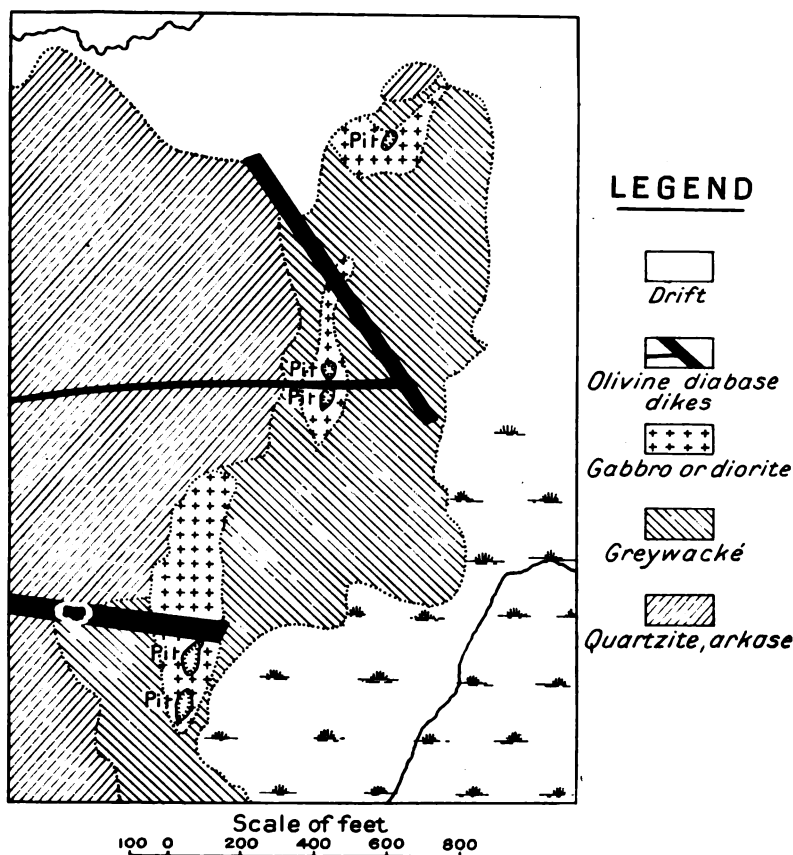 Pit
Pit
Pit
Pit
Pit
LEGEND
Drift
Olivine diabase
dikes
Gabbro or diorite
Greywacké
Quartzite, arkase
Scale of feet
100 0 200 400 600 800